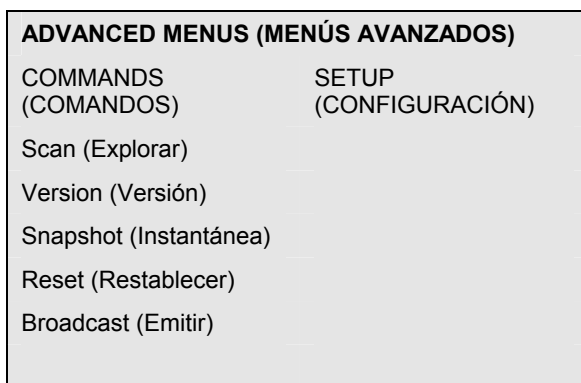 ADVANCED MENUS (MENÚS AVANZADOS)
COMMANDS
(COMANDOS)
SETUP
(CONFIGURACIÓN)
Scan (Explorar)
Version (Versión)
Snapshot (Instantánea)
Reset (Restablecer)
Broadcast (Emitir)